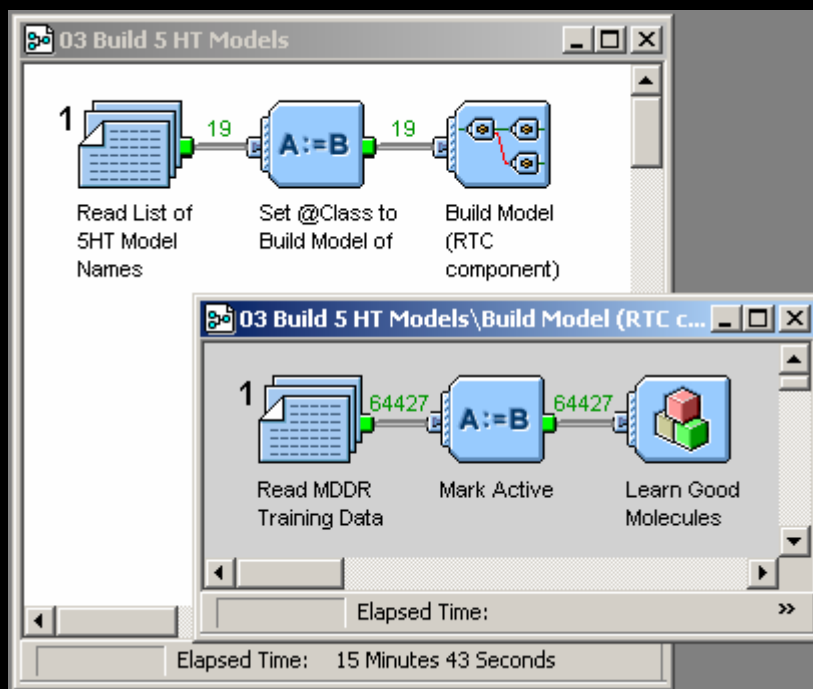 03 Build 5 HT Models
1
19
19
A:=B
Read List of
5HT Model
Names
Set @Class to
Build Model of
Build Model
(RTC
component)
03 Build 5 HT Models\Build Model (RTC c...
1
64427
64427
A:=B
Read MDDR
Training Data
Mark Active
Learn Good
Molecules
Elapsed Time:
Elapsed Time: 15 Minutes 43 Seconds